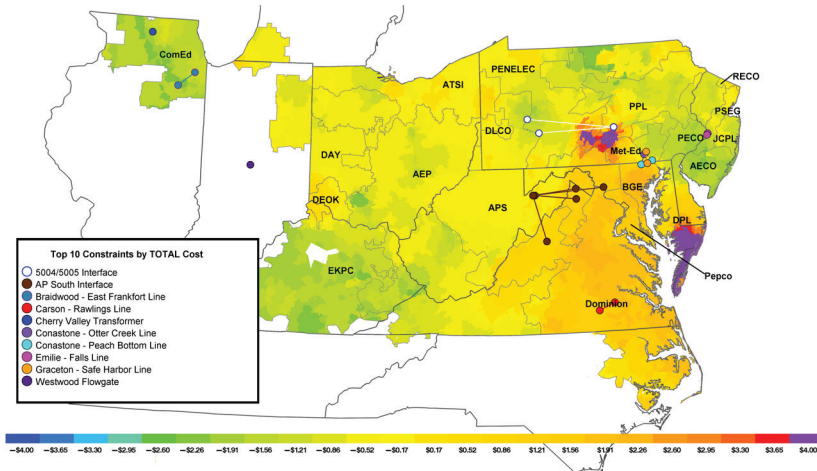 ComEd
PENELEC
RECO
ATSI
PPL
PSEG
DLCO
PECO
JCPL
Met-Ed
DAY
AEP
AECO
DEOK
BGE
APS
DPL
EKPC
Pepco
Dominion
Top 10 Constraints by TOTAL Cost
5004/5005 Interface
AP South Interface
Braidwood - East Frankfort Line
Carson - Rawlings Line
Cherry Valley Transformer
Conastone - Otter Creek Line
Conastone - Peach Bottom Line
Emilie - Falls Line
Graceton - Safe Harbor Line
Westwood Flowgate
−$4.00 −$3.65 −$3.30 −$2.95 −$2.60 −$2.26 −$1.91 −$1.56 −$1.21 −$0.86 −$0.52 −$0.17 $0.17 $0.52 $0.86 $1.21 $1.56 $1.91 $2.26 $2.60 $2.95 $3.30 $3.65 $4.00